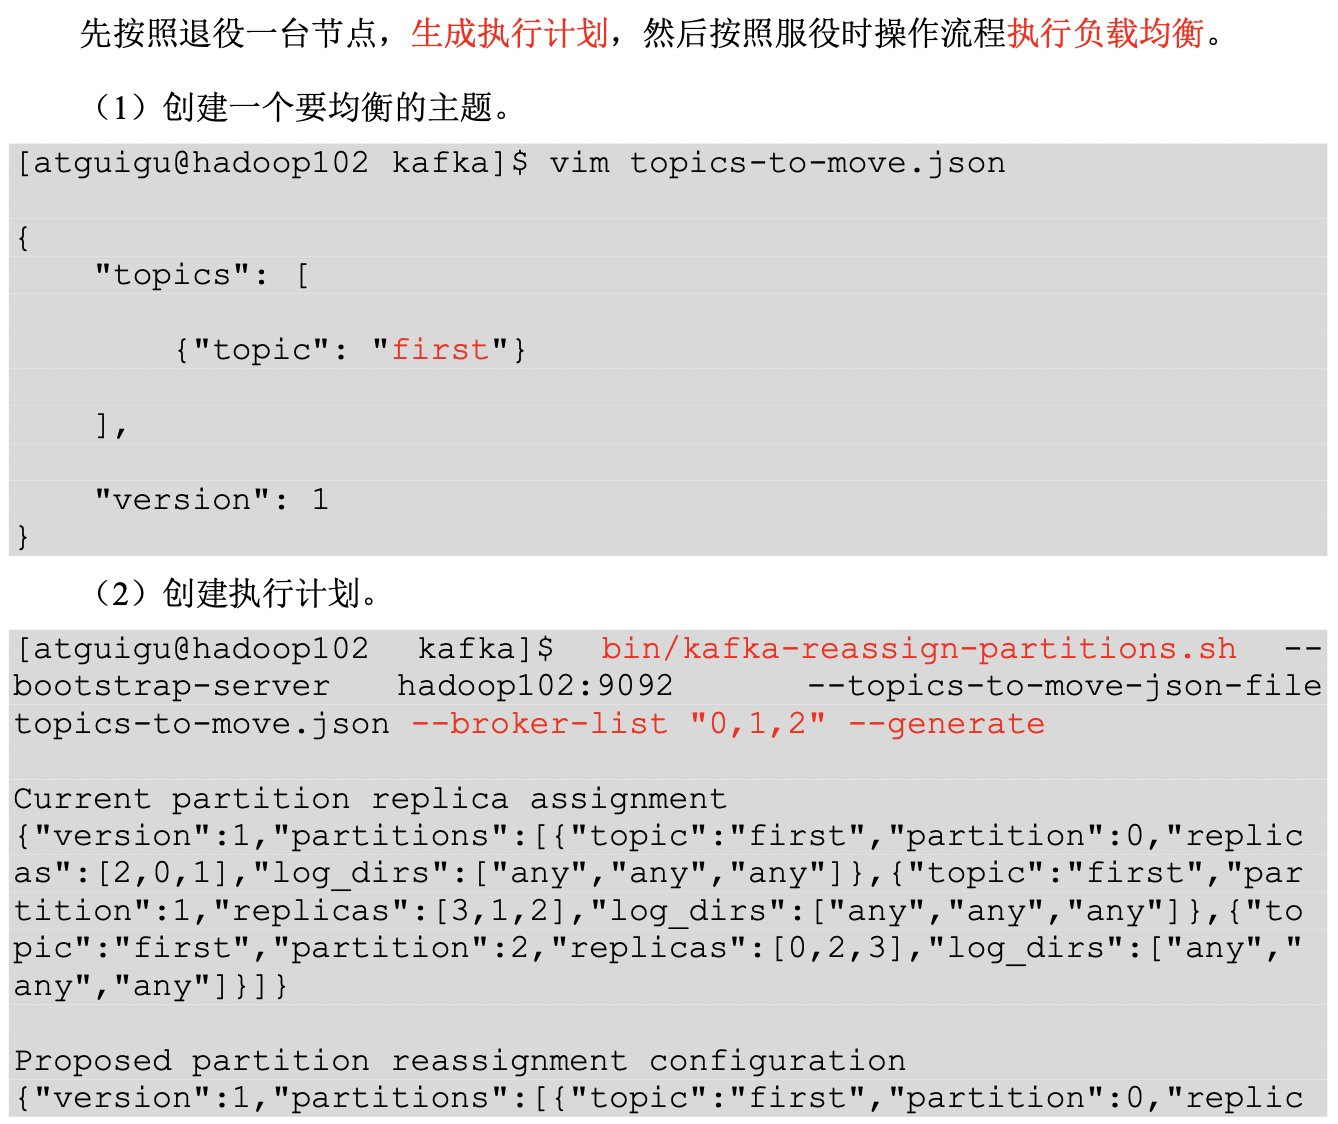 先按照退役一台节点，生成执行计划，然后按照服役时操作流程执行负载均衡。
（1）创建一个要均衡的主题。
[atguigu@hadoop102 kafka]$ vim topics-to-move.json
{
    "topics": [
        {"topic": "first"}
    ],
    "version": 1
}
（2）创建执行计划。
[atguigu@hadoop102 kafka]$ bin/kafka-reassign-partitions.sh --
bootstrap-server hadoop102:9092 --topics-to-move-json-file
topics-to-move.json --broker-list "0,1,2" --generate
Current partition replica assignment
{"version":1,"partitions":[{"topic":"first","partition":0,"replic
as":[2,0,1],"log_dirs":["any","any","any"]},{"topic":"first","par
tition":1,"replicas":[3,1,2],"log_dirs":["any","any","any"]},{"to
pic":"first","partition":2,"replicas":[0,2,3],"log_dirs":["any","
any","any"]}]}
Proposed partition reassignment configuration
{"version":1,"partitions":[{"topic":"first","partition":0,"replic